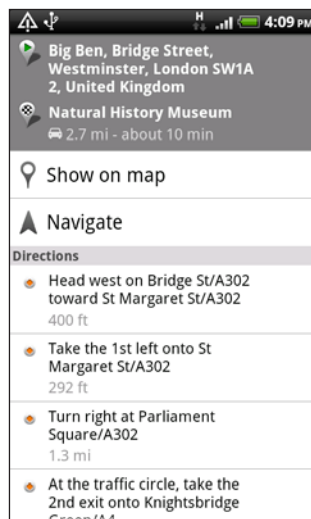 H
4:09 PM
Big Ben, Bridge Street,
Westminster, London SW1A
2, United Kingdom
Natural History Museum
2.7 mi - about 10 min
Show on map
Navigate
Directions
Head west on Bridge St/A302
toward St Margaret St/A302
400 ft
Take the 1st left onto St
Margaret St/A302
292 ft
Turn right at Parliament
Square/A302
1.3 mi
At the traffic circle, take the
2nd exit onto Knightsbridge
Green/A4